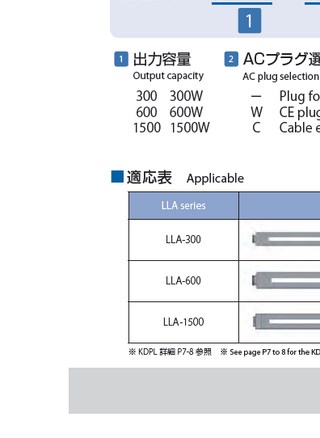 1
1 出力容量
Output capacity
300 300W
600 600W
1500 1500W
2 ACプラグ選
AC plug selection
ー Plug fo
W CE plug
C Cable e
■適応表 Applicable
LLA series
LLA-300
LLA-600
LLA-1500
※ KDPL 詳細 P7-8 参照 ※ See page P7 to 8 for the KD